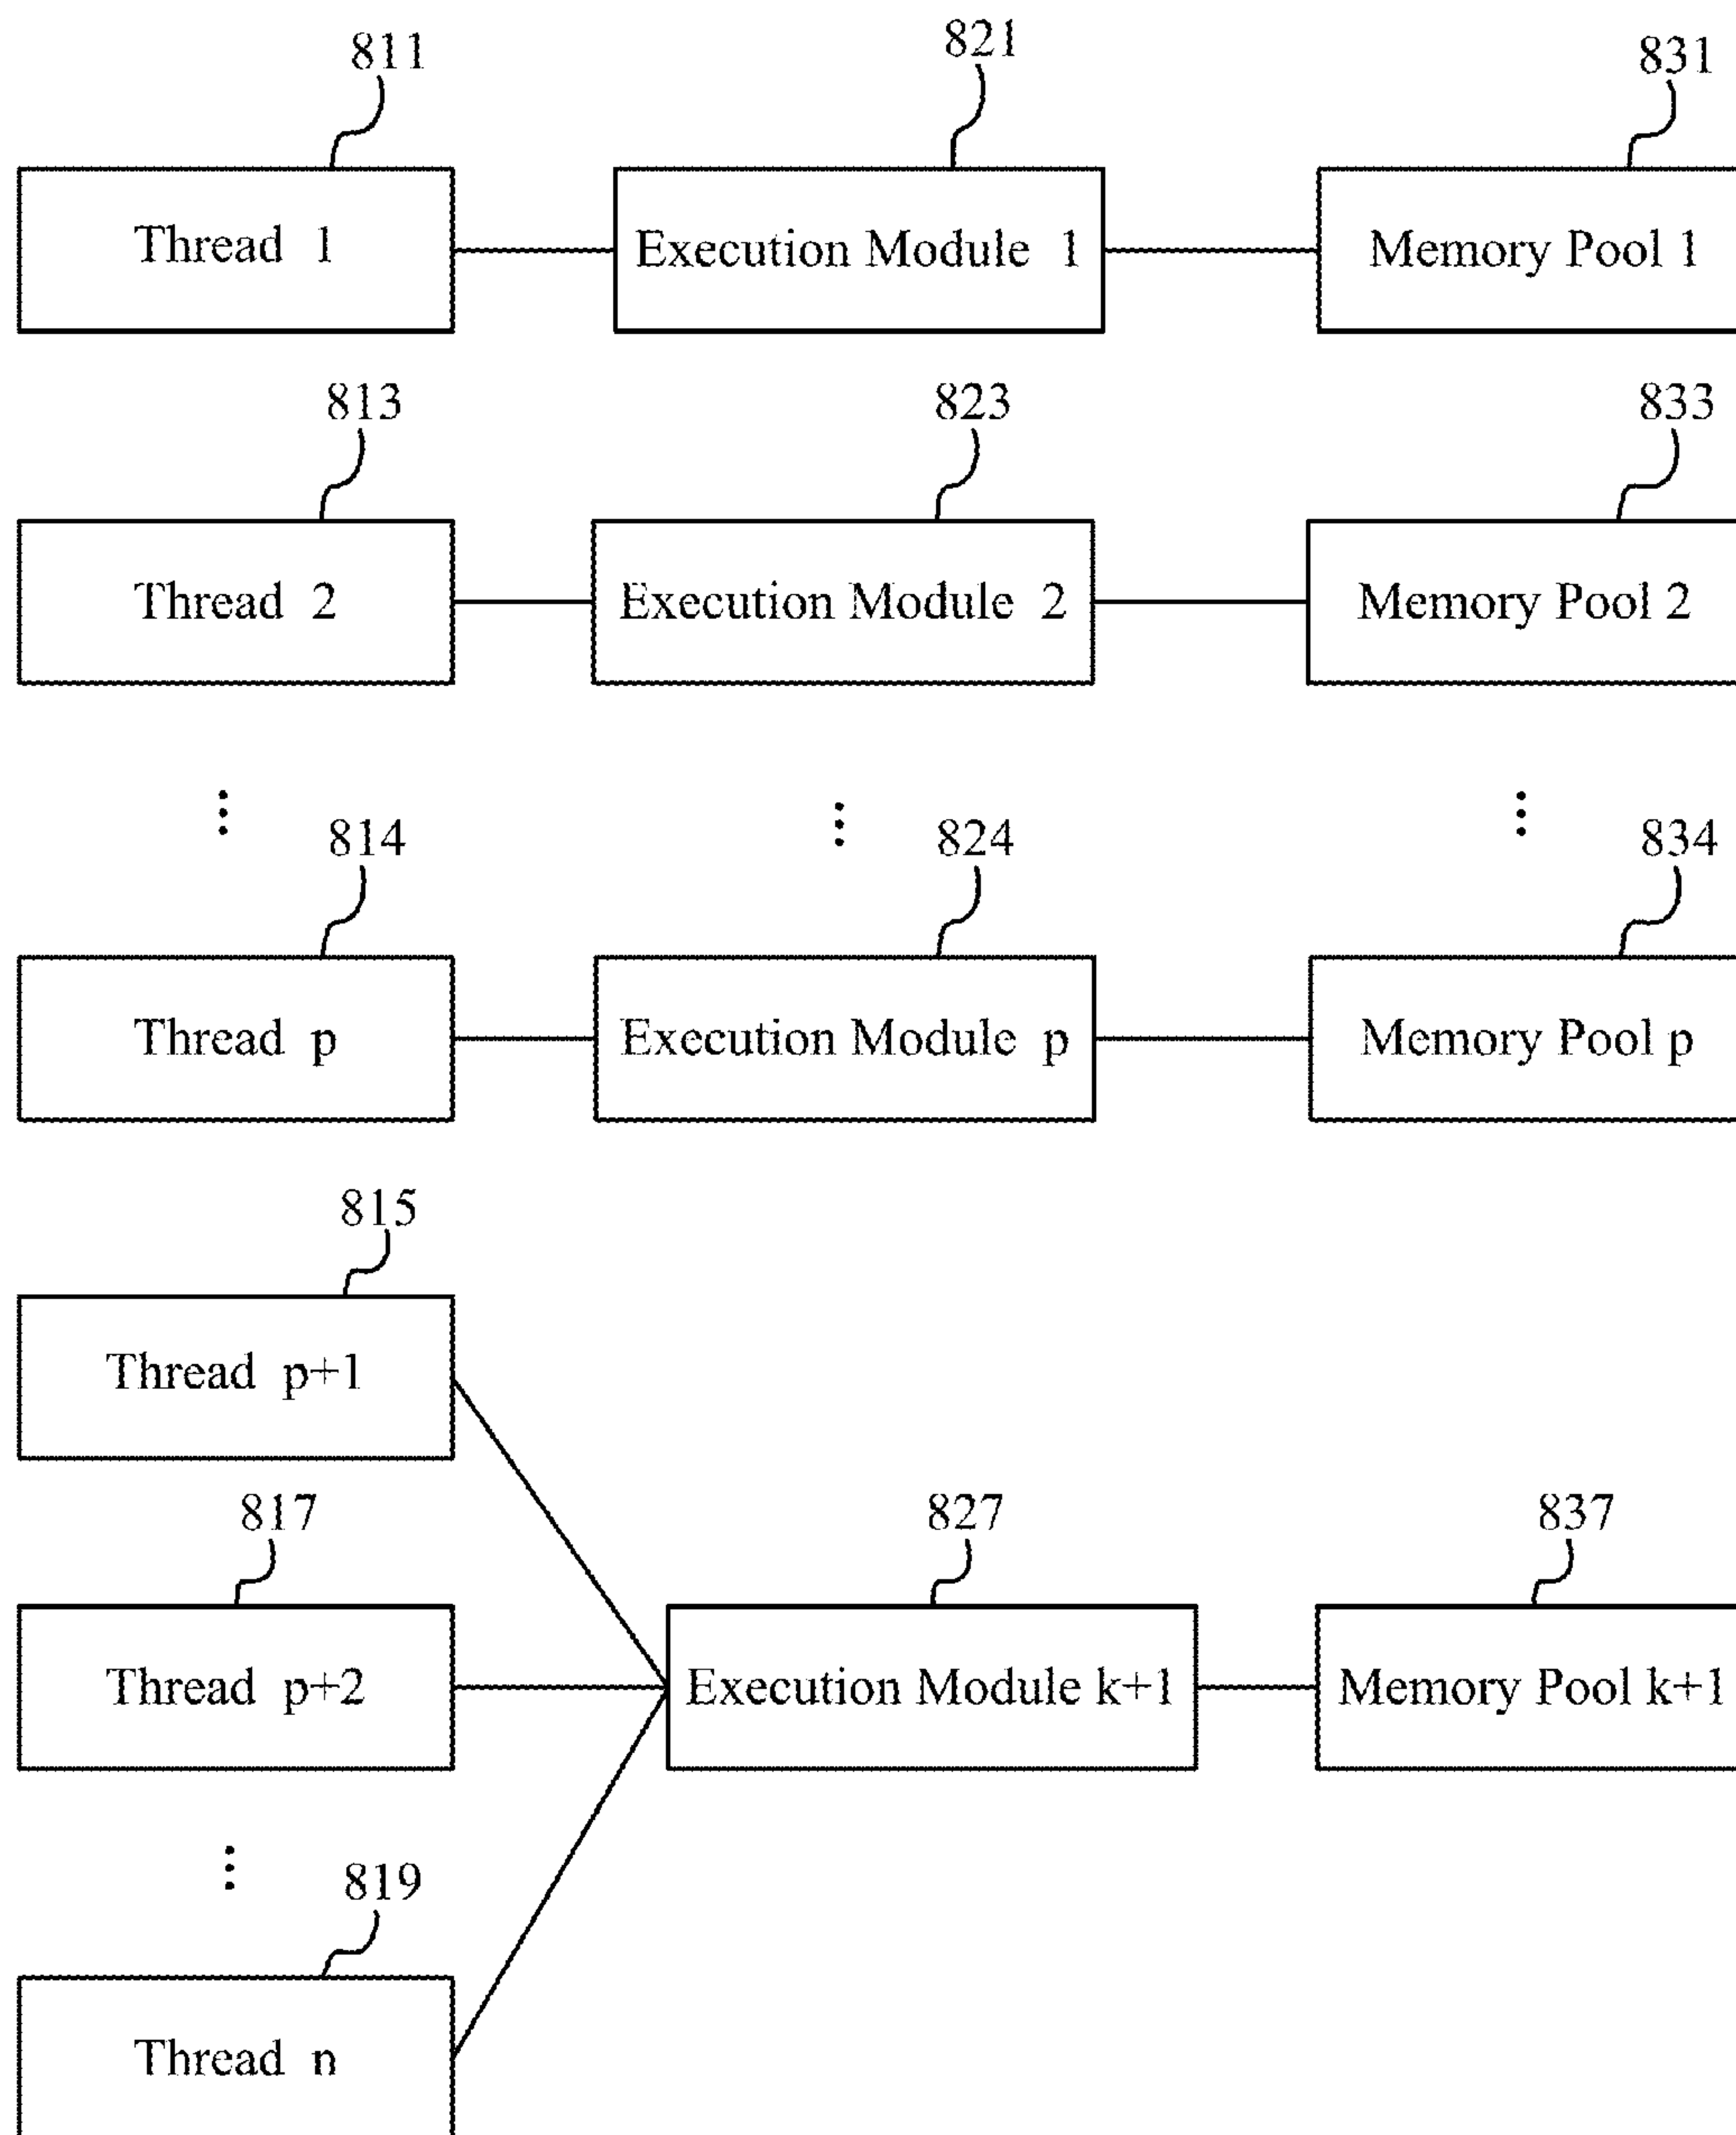 811 821 831
Thread 1 Execution Module 1 Memory Pool 1
813 823 833
Thread 2 Execution Module 2 Memory Pool 2
814 824 834
Thread p Execution Module p Memory Pool p
815
Thread p+1
817 827 837
Thread p+2 Execution Module k+1 Memory Pool k+1
819
Thread n